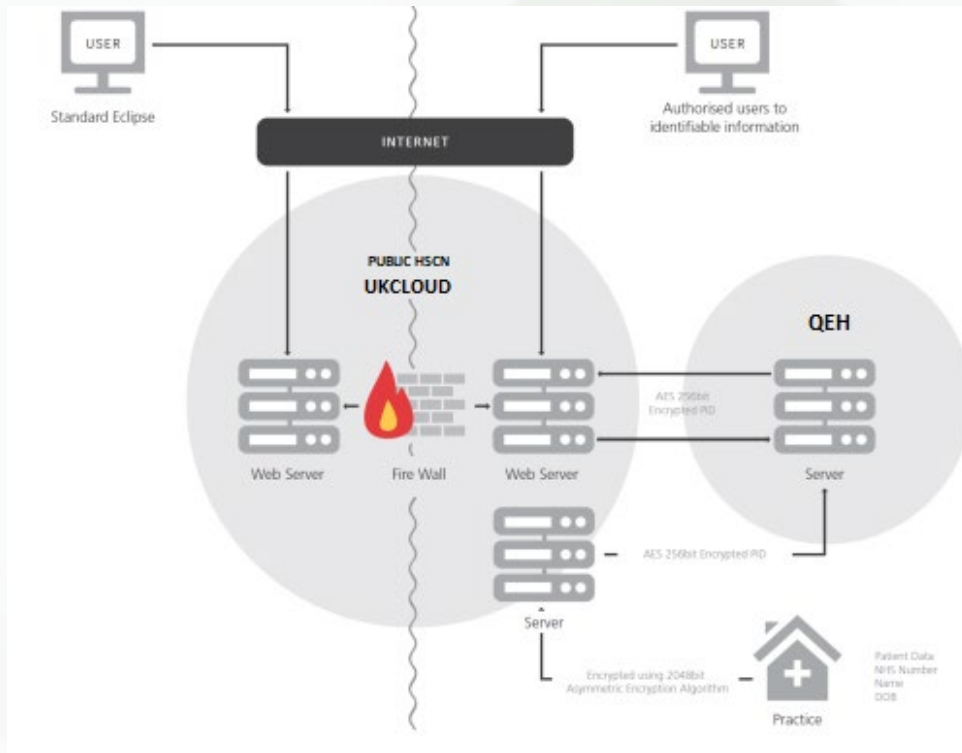 USER
USER
Standard Eclipse
Authorised users to
identifiable information
INTERNET
PUBLIC HSCN
UKCLOUD
QEH
AES 256bit
Encrypted PID
Web Server
Fire Wall
Web Server
Server
AES 256bit Encrypted PID
Server
Encrypted using 2048bit
Asymmetric Encryption Algorithm
Patient Data
NHS Number
Name
DOB
Practice